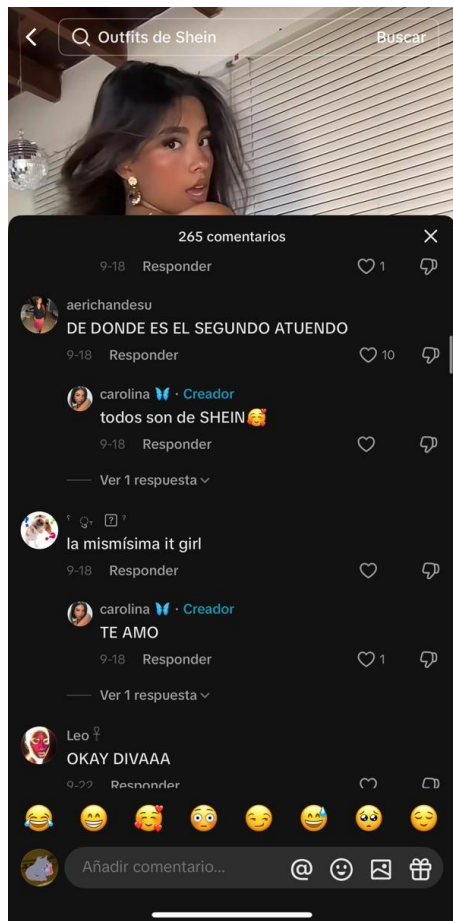 Outfits de Shein
Buscar
265 comentarios
9-18 Responder
1
aerichandesu
DE DONDE ES EL SEGUNDO ATUENDO
9-18 Responder
10
carolina 🦋 · Creador
todos son de SHEIN🥰
9-18 Responder
Ver 1 respuesta
la mismísima it girl
9-18 Responder
carolina 🦋 · Creador
TE AMO
9-18 Responder
1
Ver 1 respuesta
Leo
OKAY DIVAAA
9-22 Responder
Añadir comentario...